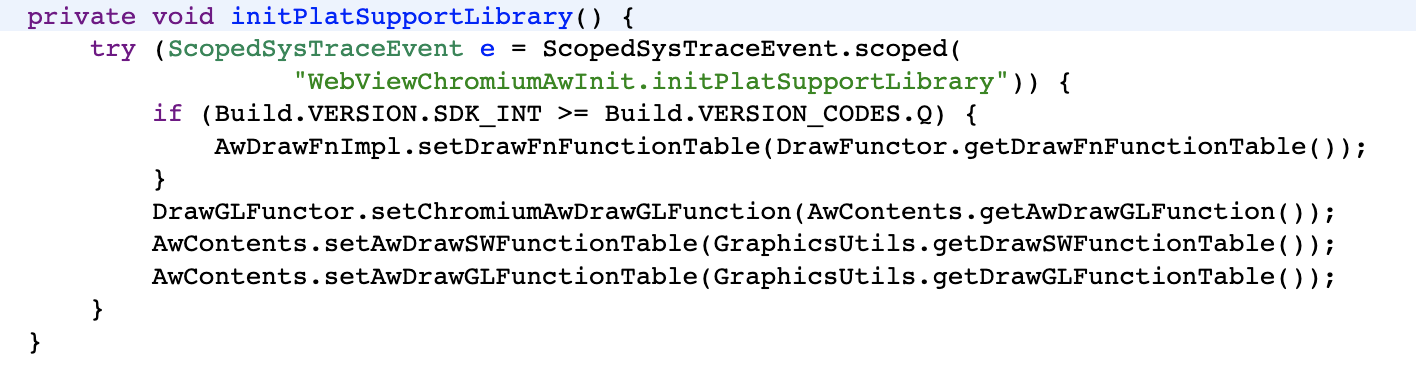 private void initPlatSupportLibrary() {
    try (ScopedSysTraceEvent e = ScopedSysTraceEvent.scoped(
                 "WebViewChromiumAwInit.initPlatSupportLibrary")) {
        if (Build.VERSION.SDK_INT >= Build.VERSION_CODES.Q) {
            AwDrawFnImpl.setDrawFnFunctionTable(DrawFunctor.getDrawFnFunctionTable());
        }
        DrawGLFunctor.setChromiumAwDrawGLFunction(AwContents.getAwDrawGLFunction());
        AwContents.setAwDrawSWFunctionTable(GraphicsUtils.getDrawSWFunctionTable());
        AwContents.setAwDrawGLFunctionTable(GraphicsUtils.getDrawGLFunctionTable());
    }
}